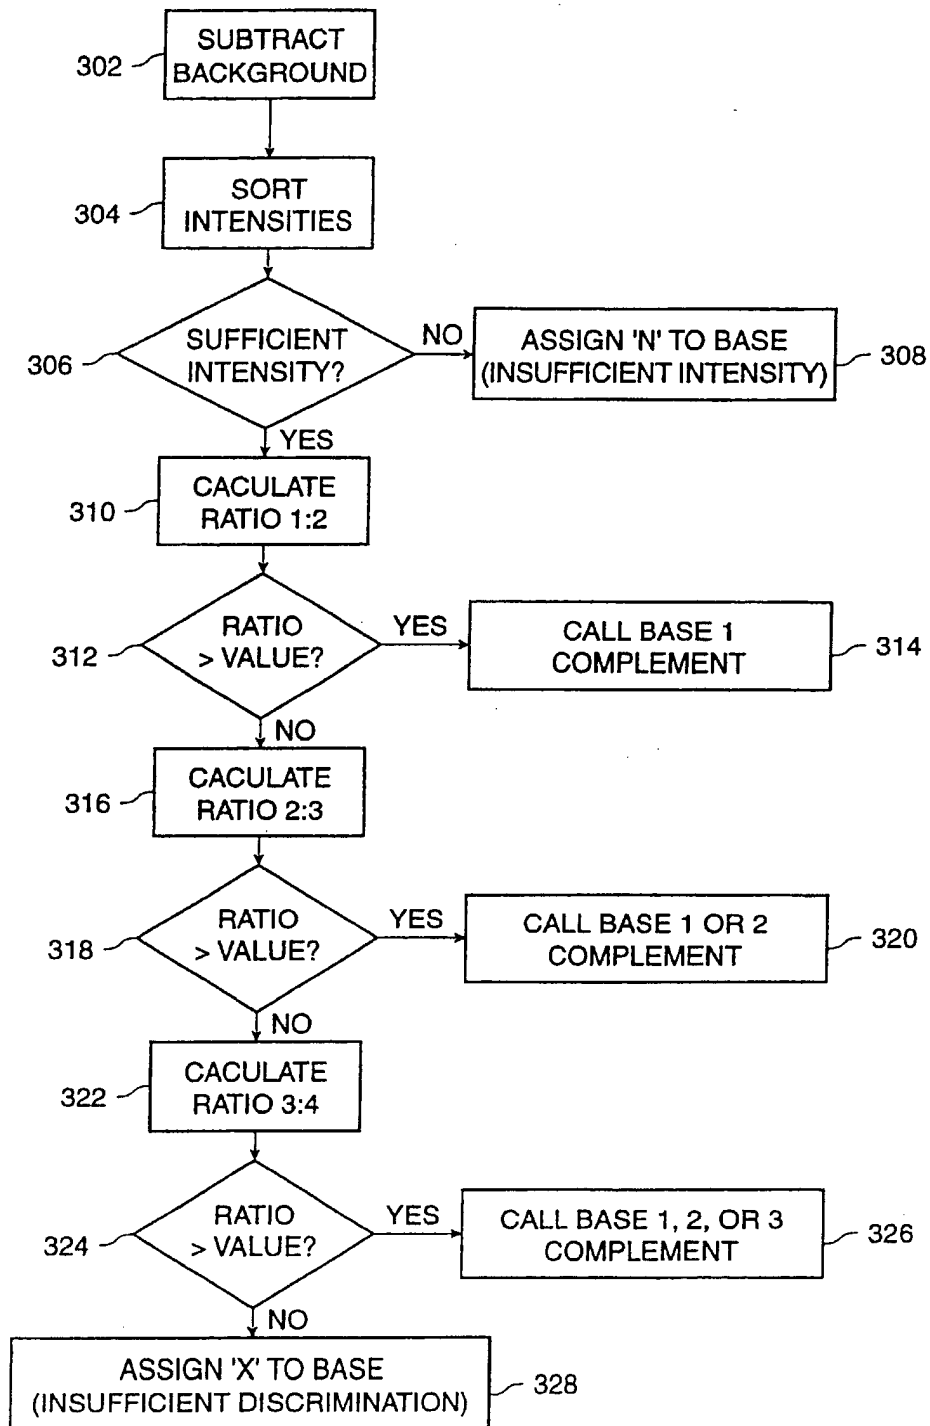 SUBTRACT
BACKGROUND
302
SORT
INTENSITIES
304
SUFFICIENT
INTENSITY?
306
NO
ASSIGN 'N' TO BASE
(INSUFFICIENT INTENSITY)
308
YES
CACULATE
RATIO 1:2
310
RATIO
> VALUE?
312
YES
CALL BASE 1
COMPLEMENT
314
NO
CACULATE
RATIO 2:3
316
RATIO
> VALUE?
318
YES
CALL BASE 1 OR 2
COMPLEMENT
320
NO
CACULATE
RATIO 3:4
322
RATIO
> VALUE?
324
YES
CALL BASE 1, 2, OR 3
COMPLEMENT
326
NO
ASSIGN 'X' TO BASE
(INSUFFICIENT DISCRIMINATION)
328